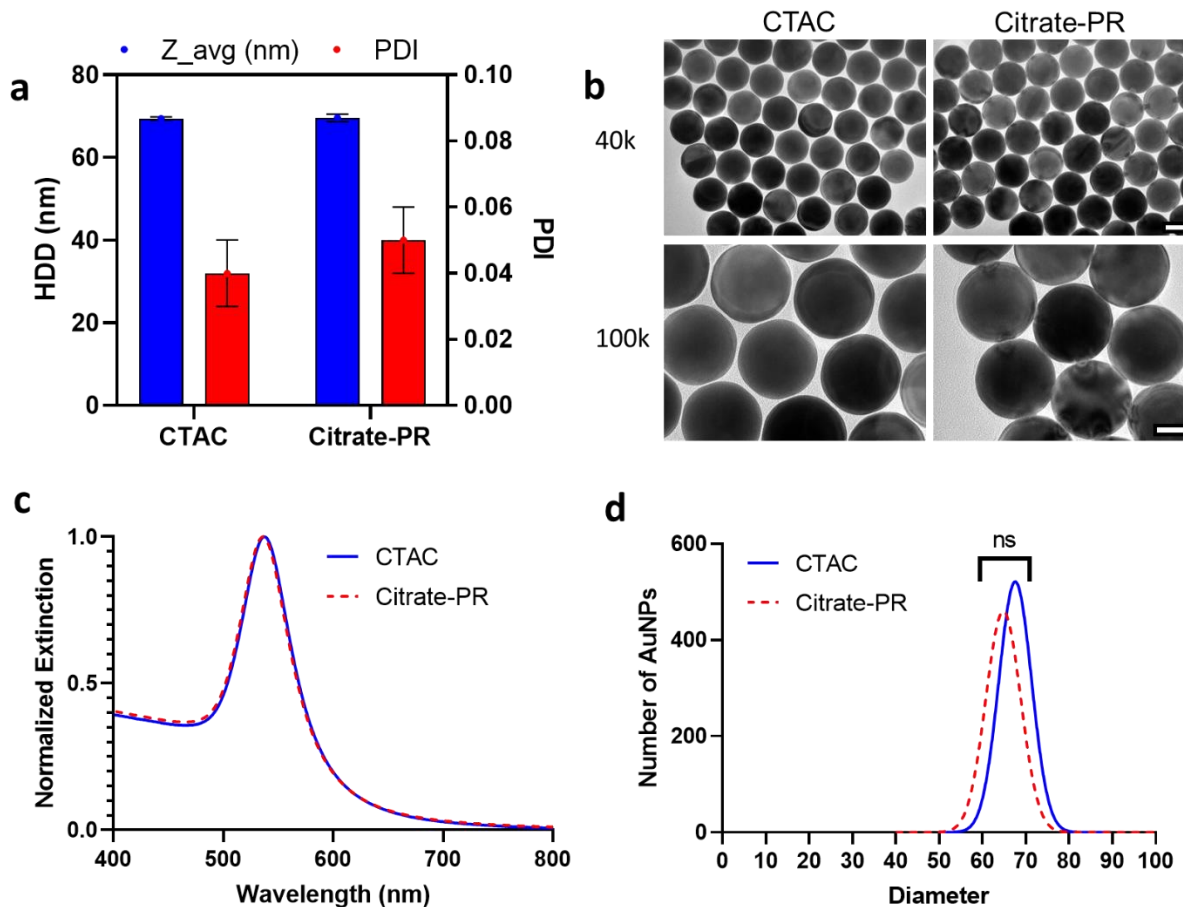 a
Z_avg (nm) PDI
HDD (nm)
80
60
40
20
0
0.10
0.08
0.06
0.04
0.02
0.00
PDI
CTAC Citrate-PR
b
CTAC Citrate-PR
40k
100k
c
Normalized Extinction
1.0
0.5
0.0
CTAC
Citrate-PR
400 500 600 700 800
Wavelength (nm)
d
ns
Number of AuNPs
600
400
200
0
CTAC
Citrate-PR
0 10 20 30 40 50 60 70 80 90 100
Diameter